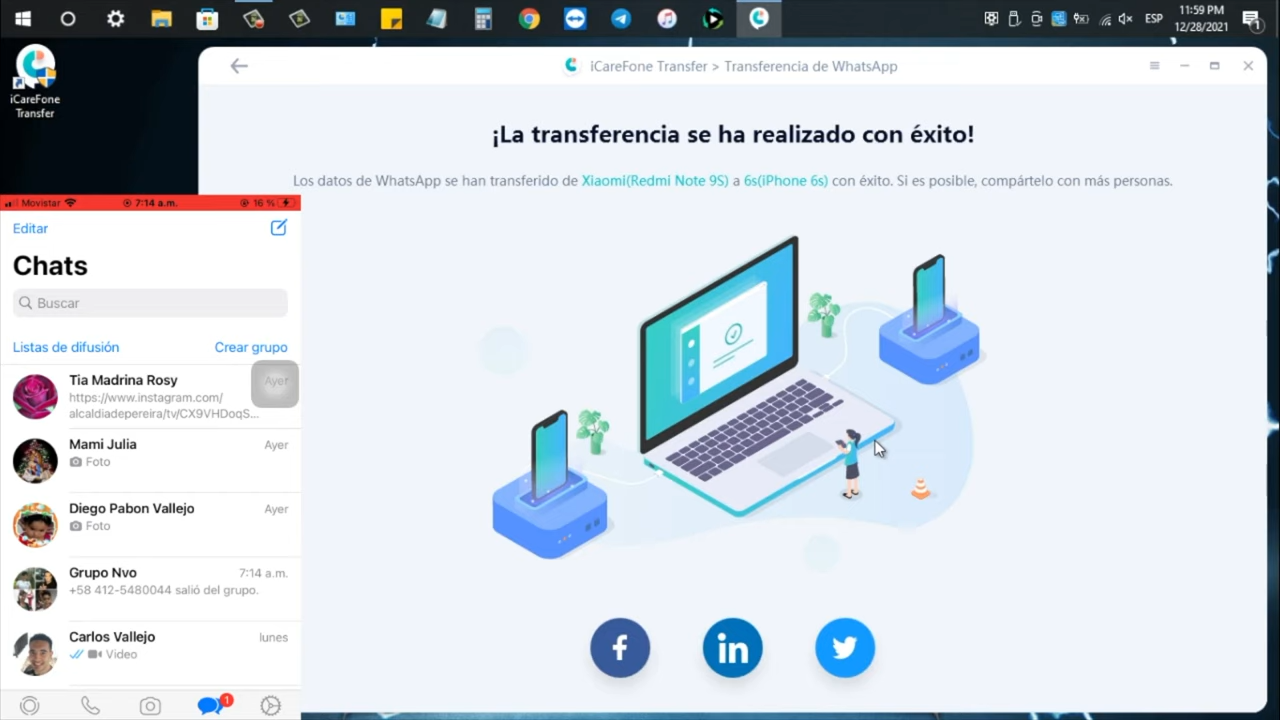 ESP
11:59 PM
12/28/2021
1
iCareFone
Transfer
iCareFone Transfer > Transferencia de WhatsApp
¡La transferencia se ha realizado con éxito!
Los datos de WhatsApp se han transferido de Xiaomi(Redmi Note 9S) a 6s(iPhone 6s) con éxito. Si es posible, compártelo con más personas.
Movistar 7:14 a.m. 16 %
Editar
Chats
Buscar
Listas de difusión Crear grupo
Tia Madrina Rosy Ayer
https://www.instagram.com/
alcaldiadepereira/tv/CX9VHDoqS...
Mami Julia Ayer
Foto
Diego Pabon Vallejo Ayer
Foto
Grupo Nvo 7:14 a.m.
+58 412-5480044 salió del grupo.
Carlos Vallejo lunes
Video
1
f in